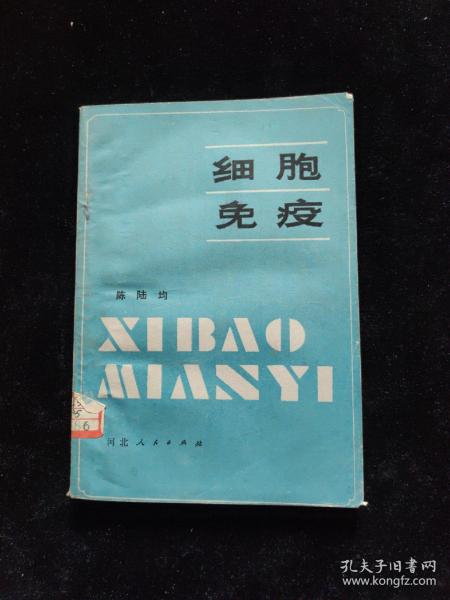 细胞
免疫
陈陆均
XIBAO
MIANYI
河北人民出版社
孔夫子旧书网
www.kongfz.com